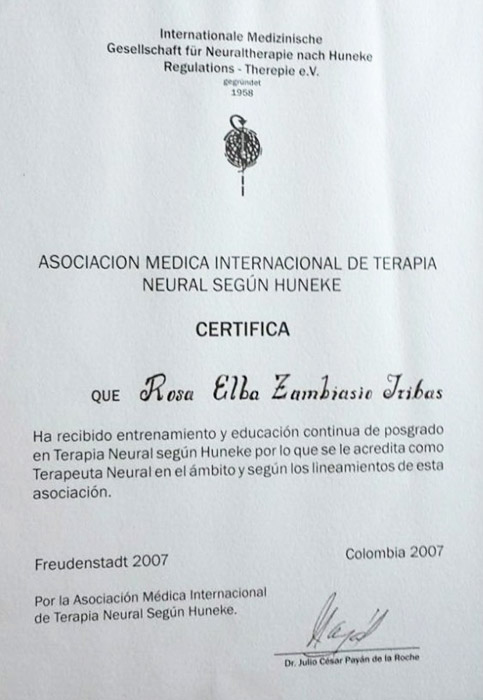 Internationale Medizinische
Gesellschaft für Neuraltherapie nach Huneke
Regulations - Therepie e.V.
gegründet
1958
ASOCIACION MEDICA INTERNACIONAL DE TERAPIA
NEURAL SEGÚN HUNEKE
CERTIFICA
QUE Rosa Elba Zambiasio Tribas
Ha recibido entrenamiento y educación continua de posgrado
en Terapia Neural según Huneke por lo que se le acredita como
Terapeuta Neural en el ámbito y según los lineamientos de esta
asociación.
Freudenstadt 2007
Colombia 2007
Por la Asociación Médica Internacional
de Terapia Neural Según Huneke.
Dr. Julio César Payán de la Roche